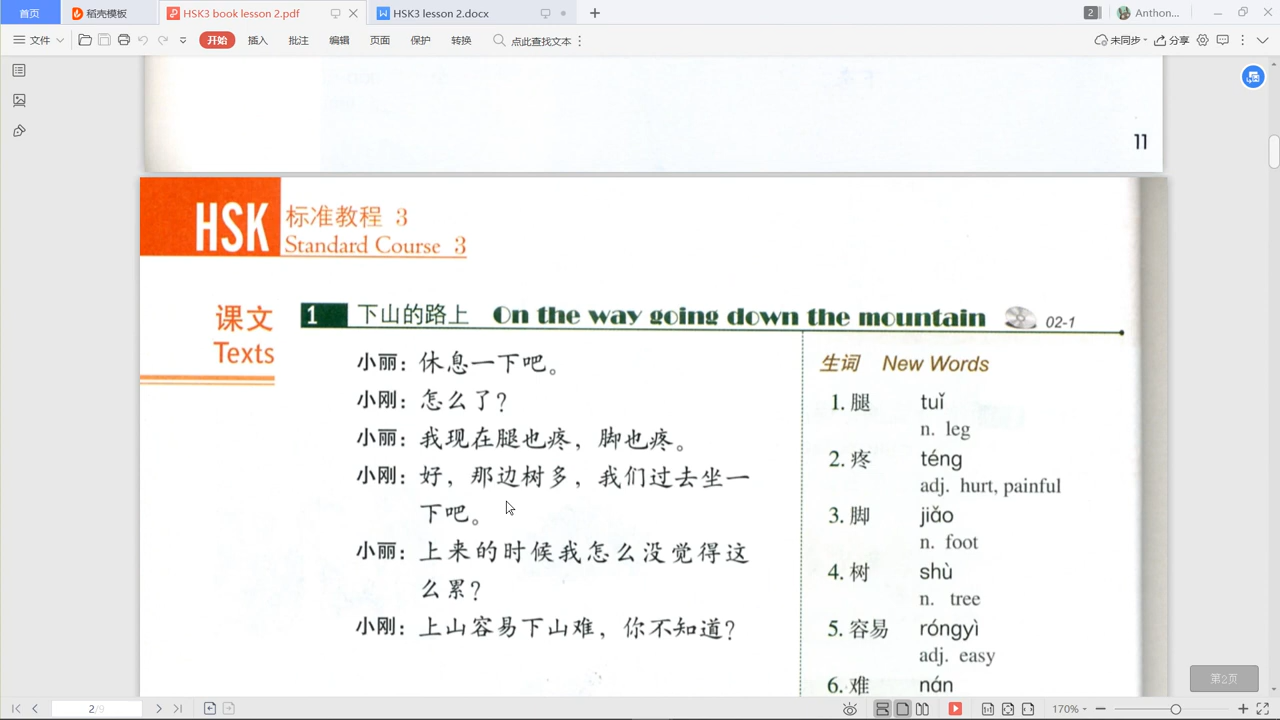 首页
稻壳模板
HSK3 book lesson 2.pdf
HSK3 lesson 2.docx
2
Anthon...
文件
开始
插入
批注
编辑
页面
保护
转换
点此查找文本
未同步
分享
11
HSK 标准教程 3
Standard Course 3
课文
Texts
1 下山的路上 On the way going down the mountain 02-1
小丽：休息一下吧。
小刚：怎么了？
小丽：我现在腿也疼，脚也疼。
小刚：好，那边树多，我们过去坐一
下吧。
小丽：上来的时候我怎么没觉得这
么累？
小刚：上山容易下山难，你不知道？
生词 New Words
1. 腿 tuǐ
n. leg
2. 疼 téng
adj. hurt, painful
3. 脚 jiǎo
n. foot
4. 树 shù
n. tree
5. 容易 róngyì
adj. easy
6. 难 nán
第2页
2/9
170%